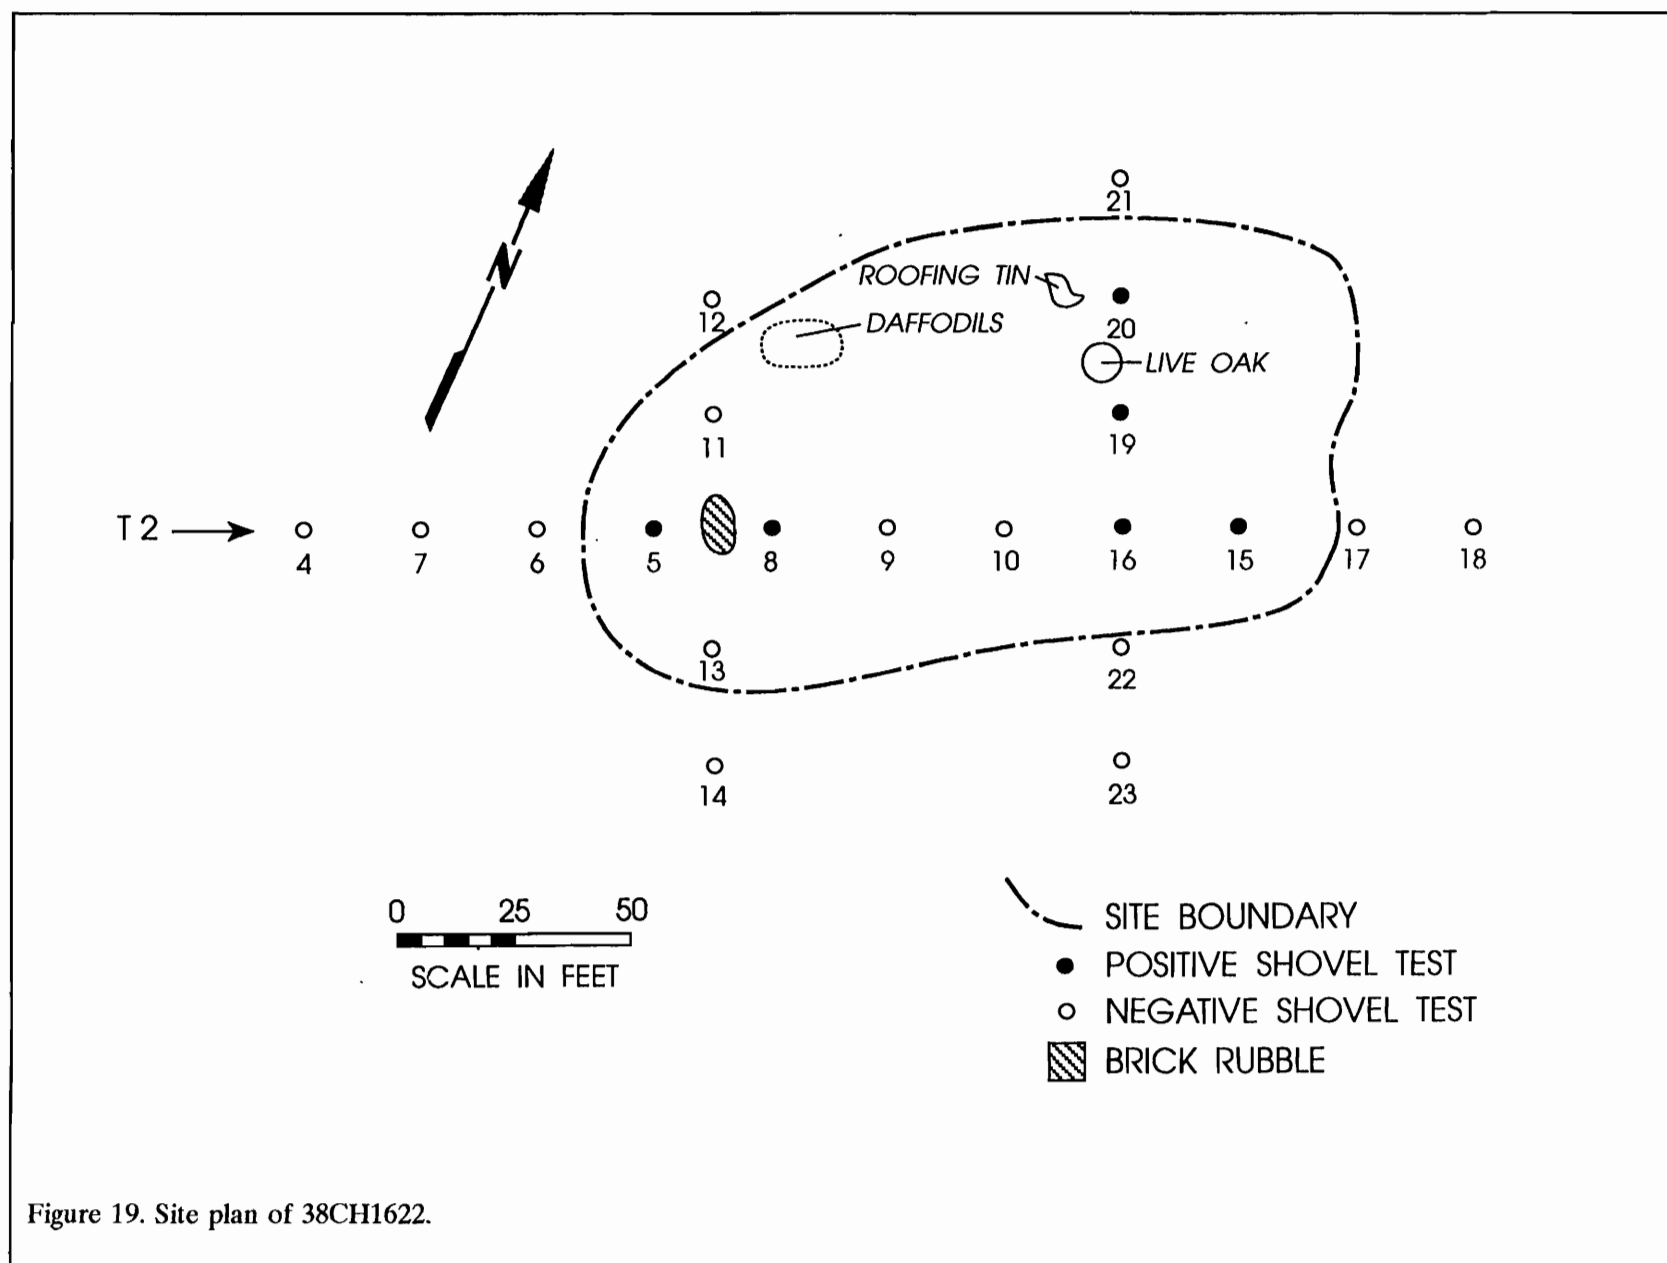 N
21
ROOFING TIN
12
20
DAFFODILS
LIVE OAK
11
19
T2
4 7 6 5 8 9 10 16 15 17 18
13
22
14
23
0 25 50
SCALE IN FEET
SITE BOUNDARY
POSITIVE SHOVEL TEST
NEGATIVE SHOVEL TEST
BRICK RUBBLE
Figure 19. Site plan of 38CH1622.